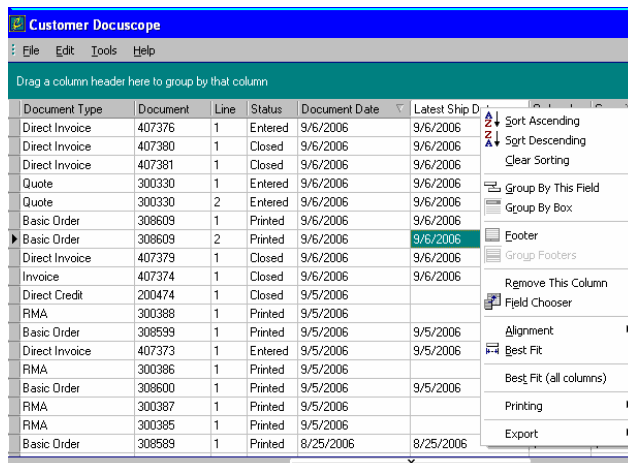 Customer Docuscope
File Edit Tools Help
Drag a column header here to group by that column
Document Type Document Line Status Document Date Latest Ship
Direct Invoice 407376 1 Entered 9/6/2006 9/6/2006
Direct Invoice 407380 1 Closed 9/6/2006 9/6/2006
Direct Invoice 407381 1 Closed 9/6/2006 9/6/2006
Quote 300330 1 Entered 9/6/2006 9/6/2006
Quote 300330 2 Entered 9/6/2006 9/6/2006
Basic Order 308609 1 Printed 9/6/2006 9/6/2006
Basic Order 308609 2 Printed 9/6/2006 9/6/2006
Direct Invoice 407379 1 Closed 9/6/2006 9/6/2006
Invoice 407374 1 Closed 9/6/2006 9/6/2006
Direct Credit 200474 1 Closed 9/5/2006
RMA 300388 1 Printed 9/5/2006
Basic Order 308599 1 Printed 9/5/2006 9/5/2006
Direct Invoice 407373 1 Entered 9/5/2006 9/5/2006
RMA 300386 1 Printed 9/5/2006
Basic Order 308600 1 Printed 9/5/2006 9/5/2006
RMA 300387 1 Printed 9/5/2006
RMA 300385 1 Printed 9/5/2006
Basic Order 308589 1 Printed 8/25/2006 8/25/2006
Sort Ascending
Sort Descending
Clear Sorting
Group By This Field
Group By Box
Footer
Group Footers
Remove This Column
Field Chooser
Alignment
Best Fit
Best Fit (all columns)
Printing
Export